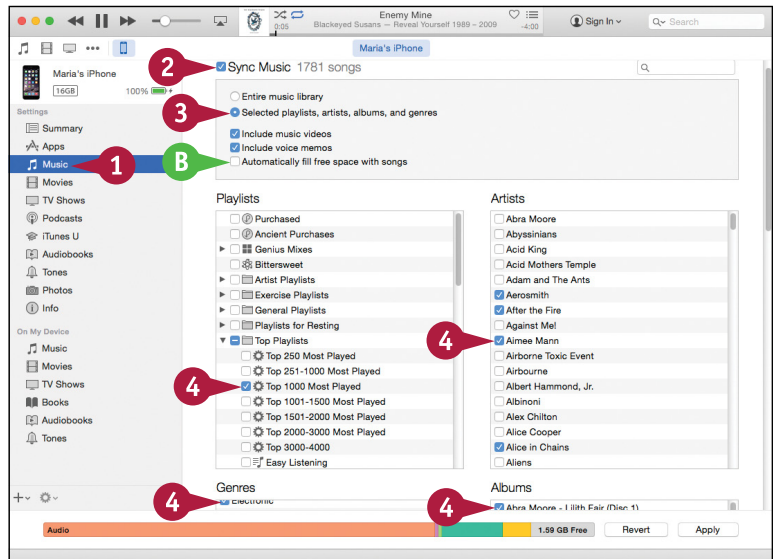 Enemy Mine
0:05
Blackeyed Susans — Reveal Yourself 1989 – 2009
-4:00
Sign In
Search
Maria's iPhone
Maria's iPhone
16GB
100%
Settings
Summary
Apps
Music
Movies
TV Shows
Podcasts
iTunes U
Audiobooks
Tones
Photos
Info
On My Device
Music
Movies
TV Shows
Books
Audiobooks
Tones
1
2
Sync Music 1781 songs
Entire music library
3
Selected playlists, artists, albums, and genres
Include music videos
Include voice memos
B
Automatically fill free space with songs
Playlists
Purchased
Ancient Purchases
Genius Mixes
Bittersweet
Artist Playlists
Exercise Playlists
General Playlists
Playlists for Resting
Top Playlists
Top 250 Most Played
Top 251-1000 Most Played
4
Top 1000 Most Played
Top 1001-1500 Most Played
Top 1501-2000 Most Played
Top 2000-3000 Most Played
Top 3000-4000
Easy Listening
Artists
Abra Moore
Abyssinians
Acid King
Acid Mothers Temple
Adam and The Ants
Aerosmith
After the Fire
Against Me!
4
Aimee Mann
Airborne Toxic Event
Airbourne
Albert Hammond, Jr.
Albinoni
Alex Chilton
Alice Cooper
Alice in Chains
Aliens
Genres
4
Electronic
Albums
4
Abra Moore - Lilith Fair (Disc 1)
Audio
1.59 GB Free
Revert
Apply